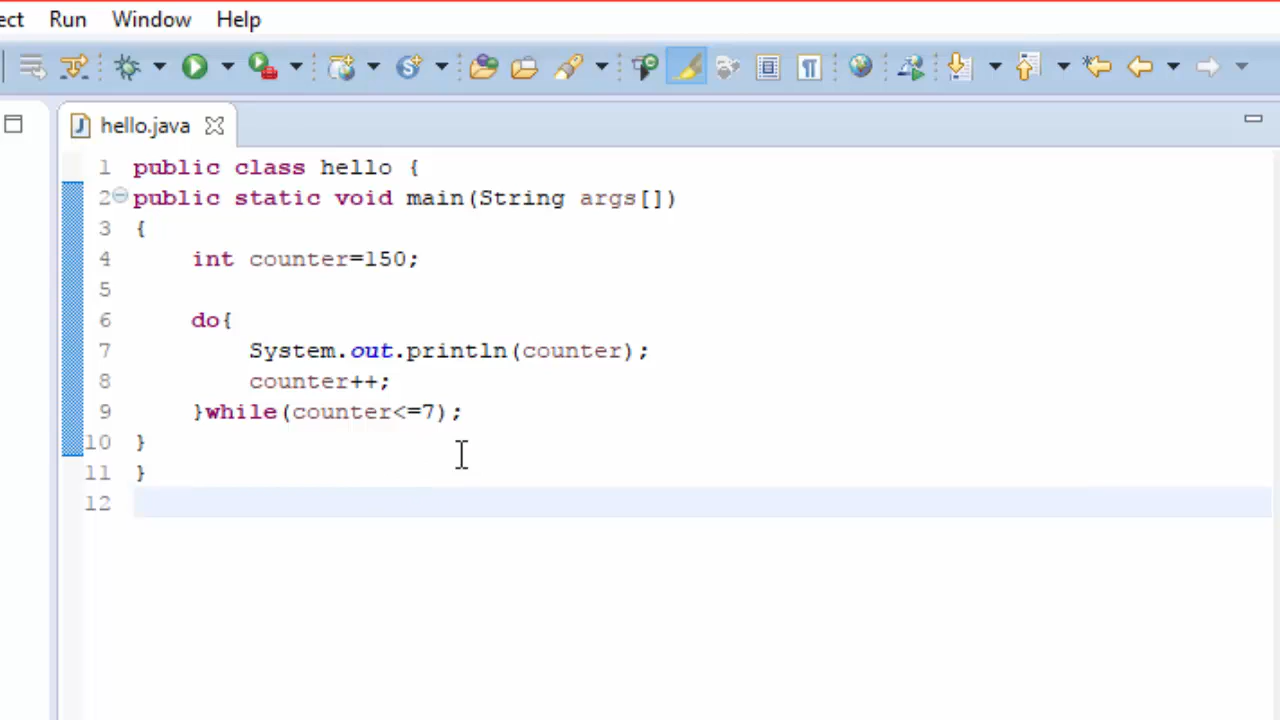 ect Run Window Help
hello.java
1 public class hello {
2 public static void main(String args[])
3 {
4     int counter=150;
5
6     do{
7         System.out.println(counter);
8         counter++;
9     }while(counter<=7);
10 }
11 }
12